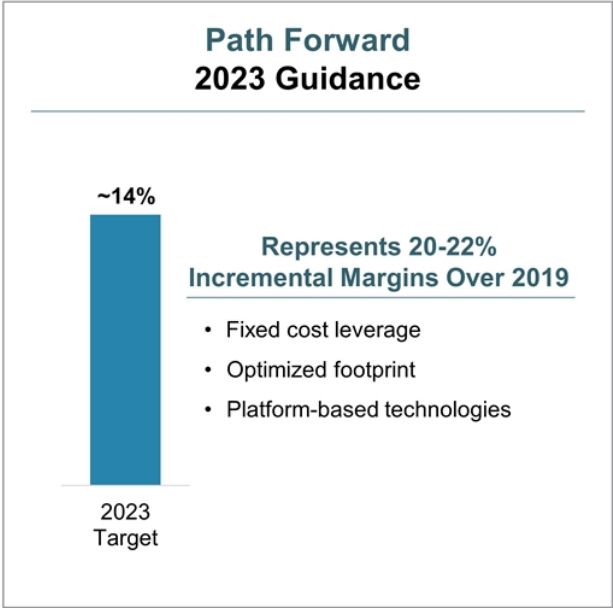 Path Forward
2023 Guidance
~14%
Represents 20-22%
Incremental Margins Over 2019
• Fixed cost leverage
• Optimized footprint
• Platform-based technologies
2023
Target